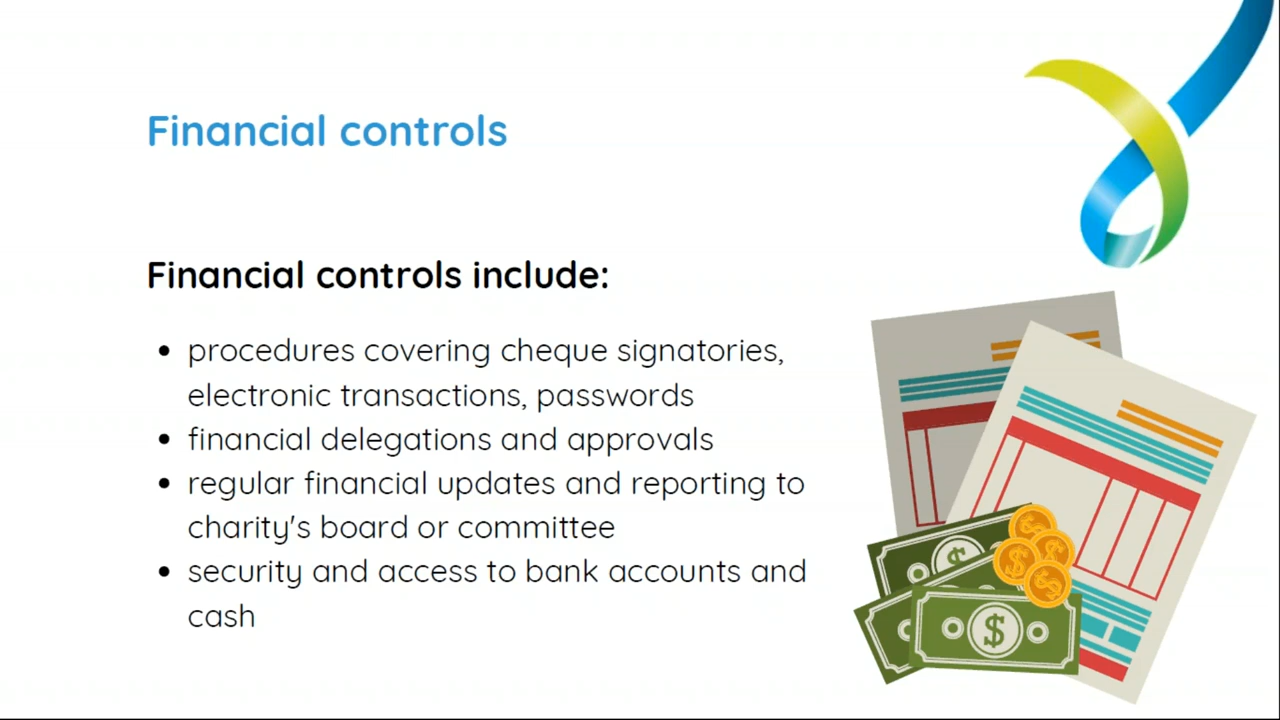 Financial controls
Financial controls include:
• procedures covering cheque signatories,
electronic transactions, passwords
• financial delegations and approvals
• regular financial updates and reporting to
charity's board or committee
• security and access to bank accounts and
cash